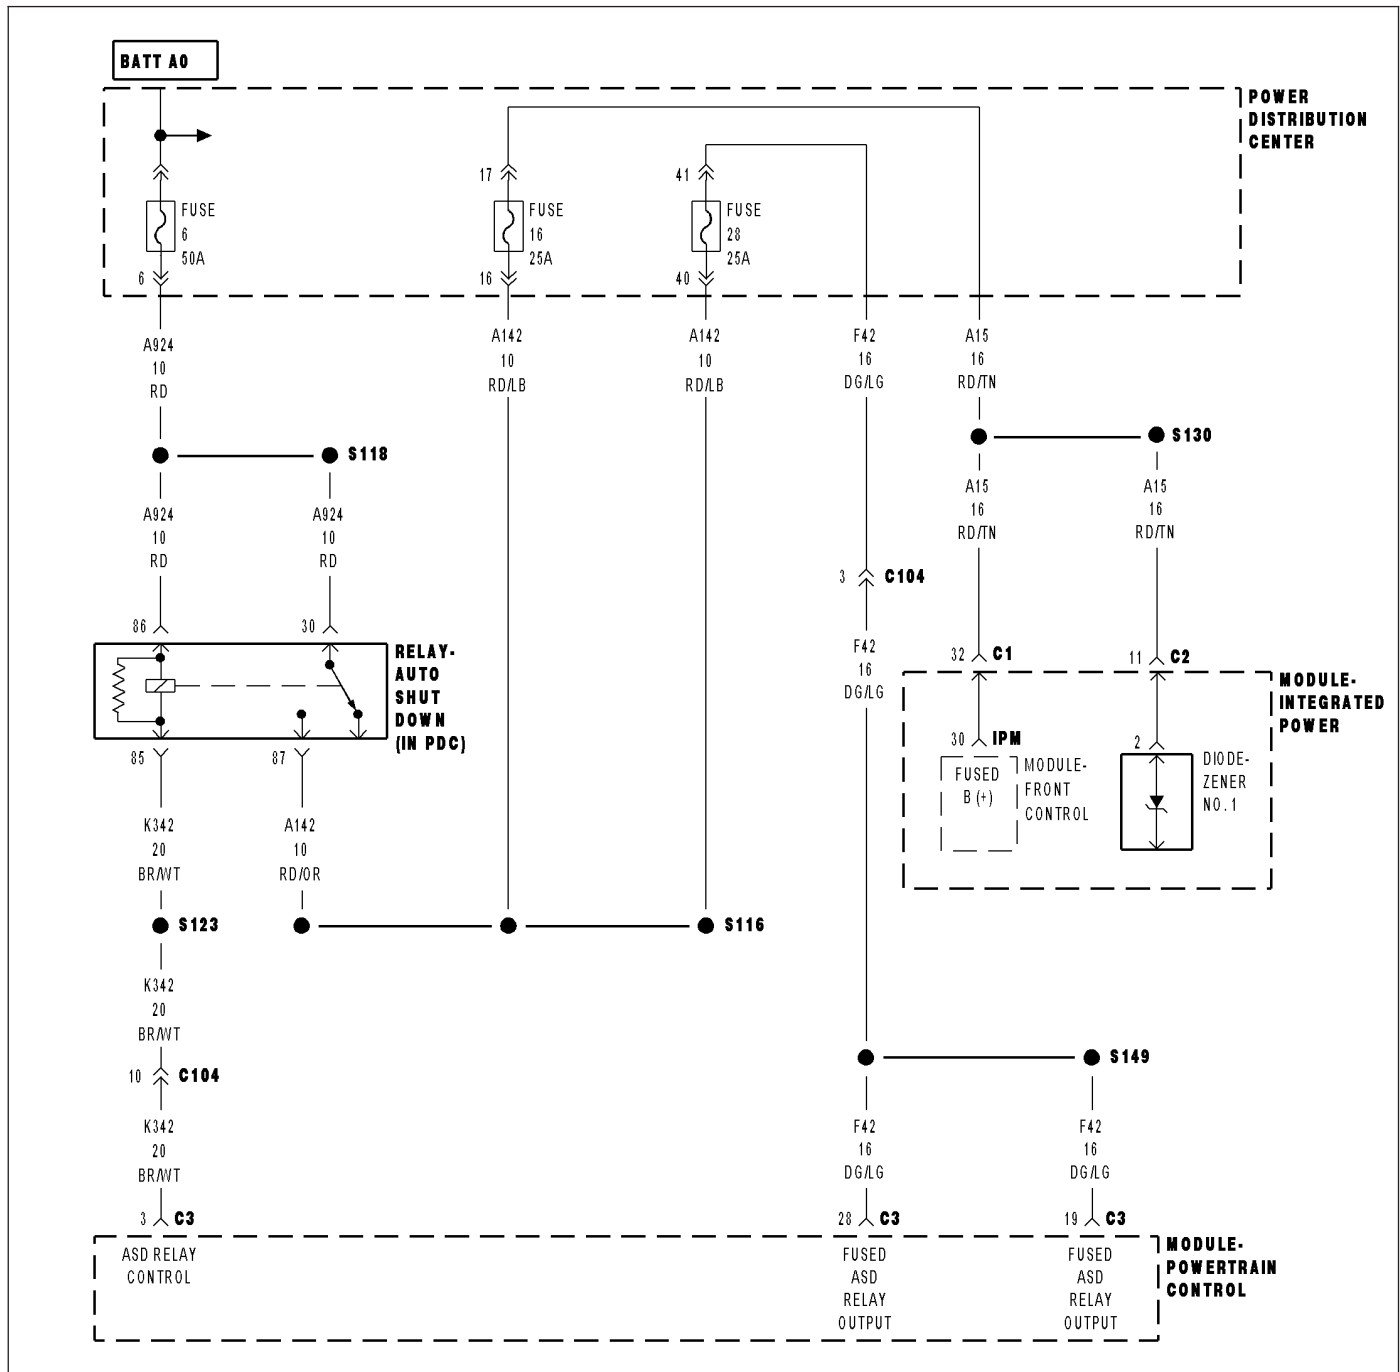 BATT A0
POWER
DISTRIBUTION
CENTER
17
41
FUSE
6
50A
FUSE
16
25A
FUSE
28
25A
6
16
40
A924
10
RD
A142
10
RD/LB
A142
10
RD/LB
F42
16
DG/LG
A15
16
RD/TN
S118
S130
A924
10
RD
A924
10
RD
A15
16
RD/TN
A15
16
RD/TN
3 C104
86
30
RELAY-
AUTO
SHUT
DOWN
(IN PDC)
F42
16
DG/LG
32 C1
11 C2
MODULE-
INTEGRATED
POWER
30 IPM
FUSED
B (+)
MODULE-
FRONT
CONTROL
2
DIODE-
ZENER
NO. 1
85
87
K342
20
BR/WT
A142
10
RD/OR
S123
S116
K342
20
BR/WT
10 C104
S149
K342
20
BR/WT
F42
16
DG/LG
F42
16
DG/LG
3 C3
28 C3
19 C3
ASD RELAY
CONTROL
FUSED
ASD
RELAY
OUTPUT
FUSED
ASD
RELAY
OUTPUT
MODULE-
POWERTRAIN
CONTROL